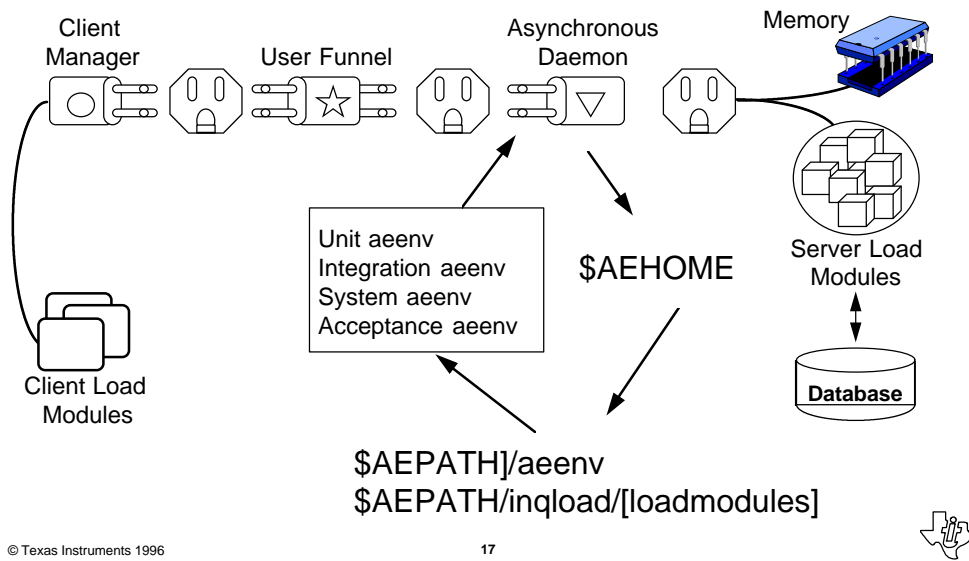 Client
Manager
User Funnel
Asynchronous
Daemon
Memory
Unit aeenv
Integration aeenv
System aeenv
Acceptance aeenv
$AEHOME
Server Load
Modules
Client Load
Modules
Database
$AEPATH]/aeenv
$AEPATH/inqload/[loadmodules]
© Texas Instruments 1996
17